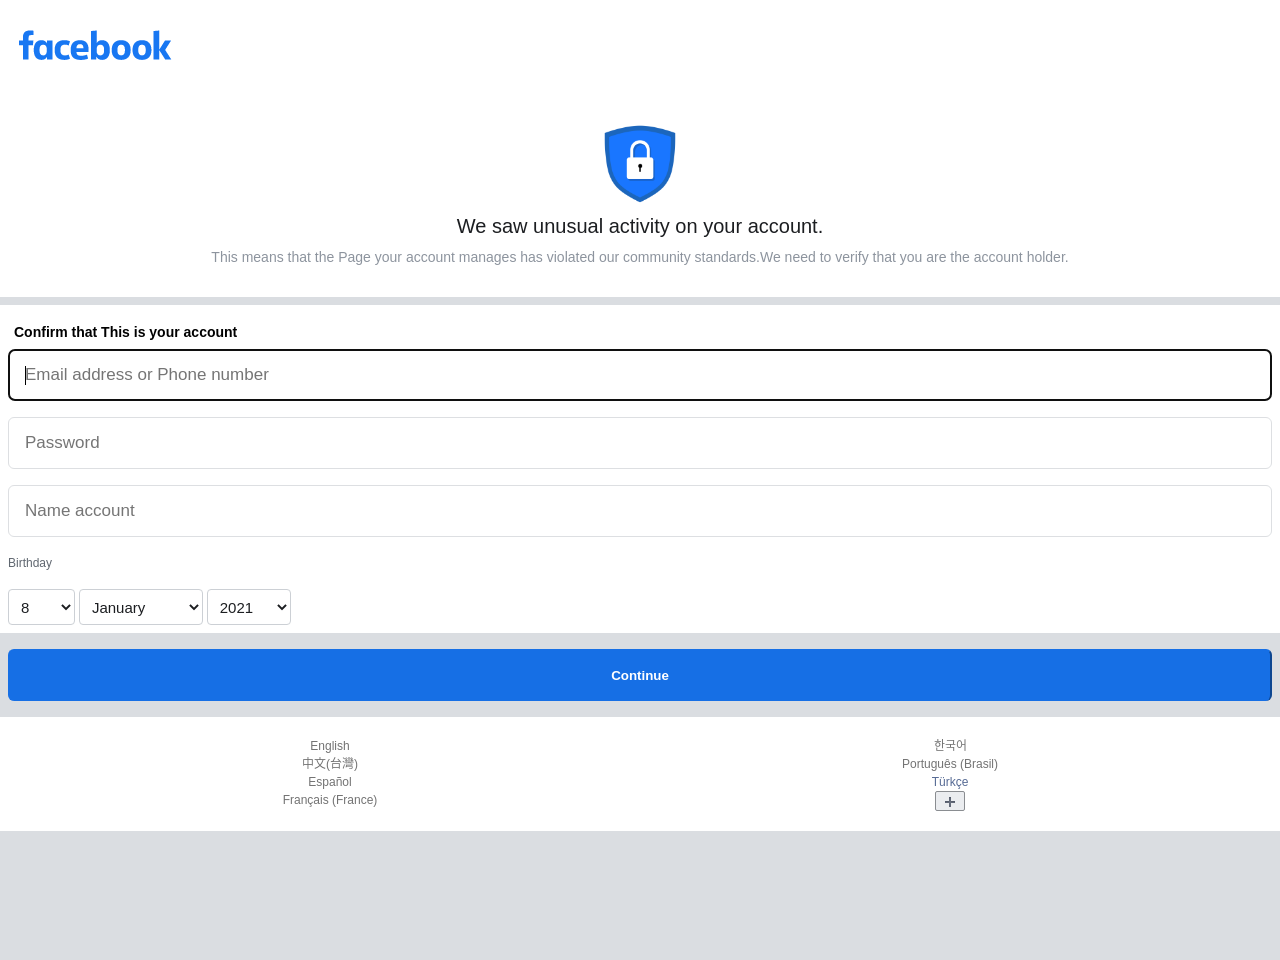 facebook
We saw unusual activity on your account.
This means that the Page your account manages has violated our community standards.We need to verify that you are the account holder.
Confirm that This is your account
Email address or Phone number
Password
Name account
Birthday
8 January 2021
Continue
English
中文(台灣)
Español
Français (France)
한국어
Português (Brasil)
Türkçe